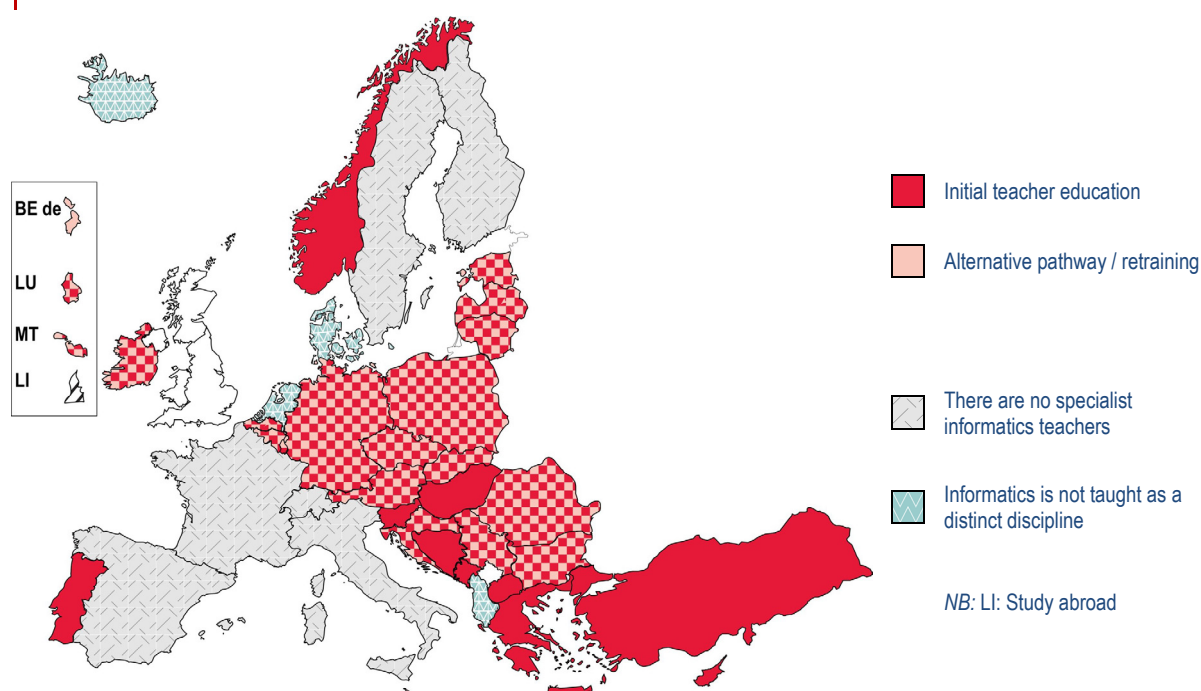 BE de
LU
MT
LI
Initial teacher education
Alternative pathway / retraining
There are no specialist
informatics teachers
Informatics is not taught as a
distinct discipline
NB: LI: Study abroad